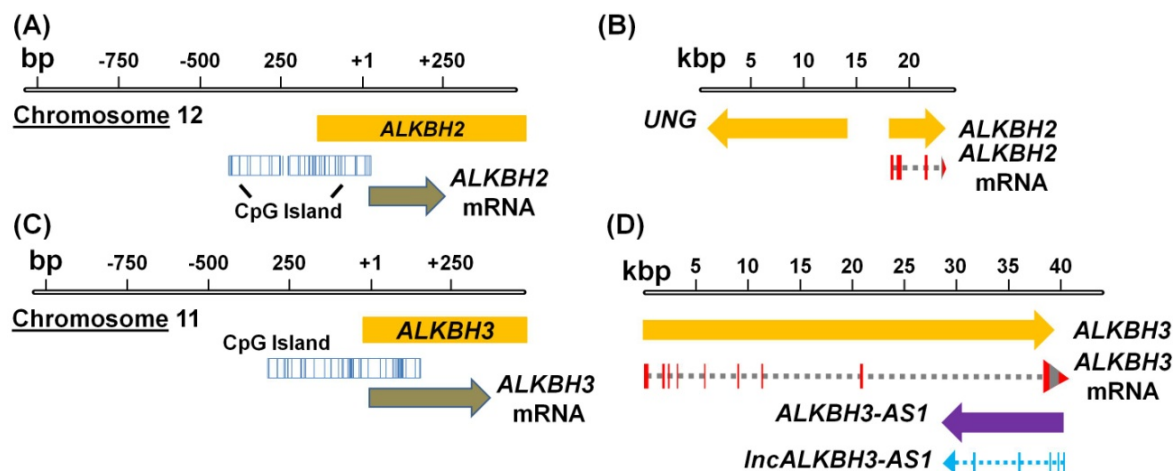 (A)
bp -750 -500 250 +1 +250
Chromosome 12
ALKBH2
CpG Island
ALKBH2
mRNA
(B)
kbp 5 10 15 20
UNG
ALKBH2
ALKBH2
mRNA
(C)
bp -750 -500 250 +1 +250
Chromosome 11
ALKBH3
CpG Island
ALKBH3
mRNA
(D)
kbp 5 10 15 20 25 30 35 40
ALKBH3
ALKBH3
mRNA
ALKBH3-AS1
lncALKBH3-AS1